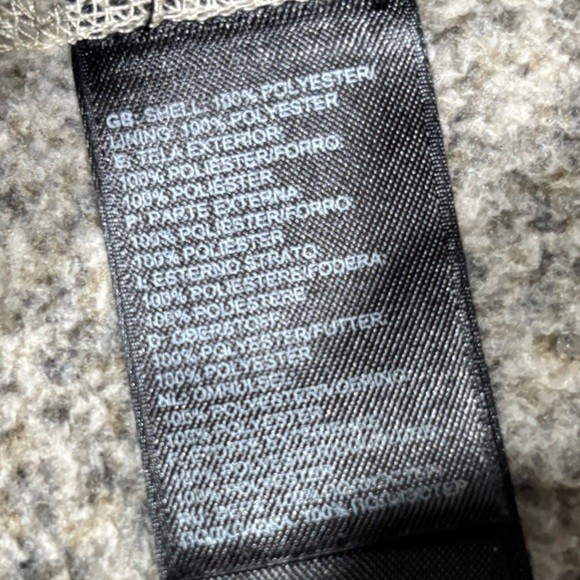 GB: SHELL: 100% POLYESTER/
LINING: 100% POLYESTER
E: TELA EXTERIOR:
100% POLIÉSTER/FORRO:
100% POLIÉSTER
P: PARTE EXTERNA:
100% POLIÉSTER/FORRO:
100% POLIÉSTER
I: ESTERNO STRATO:
100% POLIESTERE/FODERA:
100% POLIESTERE
D: OBERSTOFF:
100% POLYESTER/FUTTER:
100% POLYESTER
NL:
100% POLYESTER/VOERING:
100% POLYESTER
100%
100%